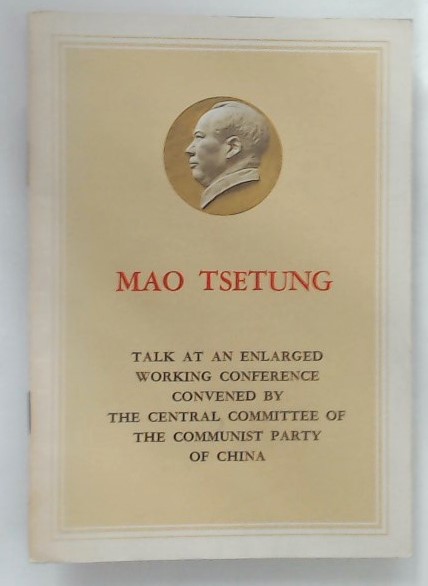 MAO TSETUNG
TALK AT AN ENLARGED
WORKING CONFERENCE
CONVENED BY
THE CENTRAL COMMITTEE OF
THE COMMUNIST PARTY
OF CHINA